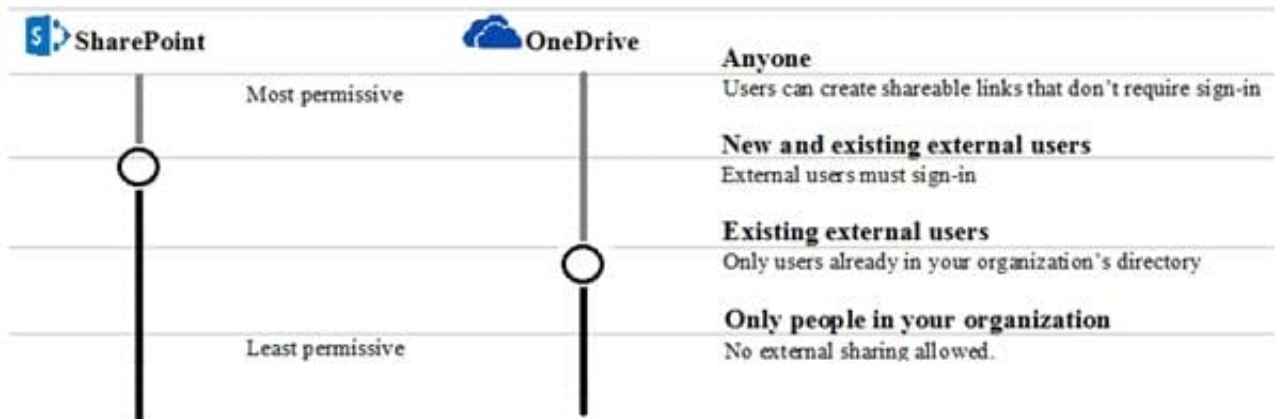 S SharePoint
OneDrive
Anyone
Most permissive
Users can create shareable links that don't require sign-in
New and existing external users
External users must sign-in
Existing external users
Only users already in your organization's directory
Only people in your organization
Least permissive
No external sharing allowed.